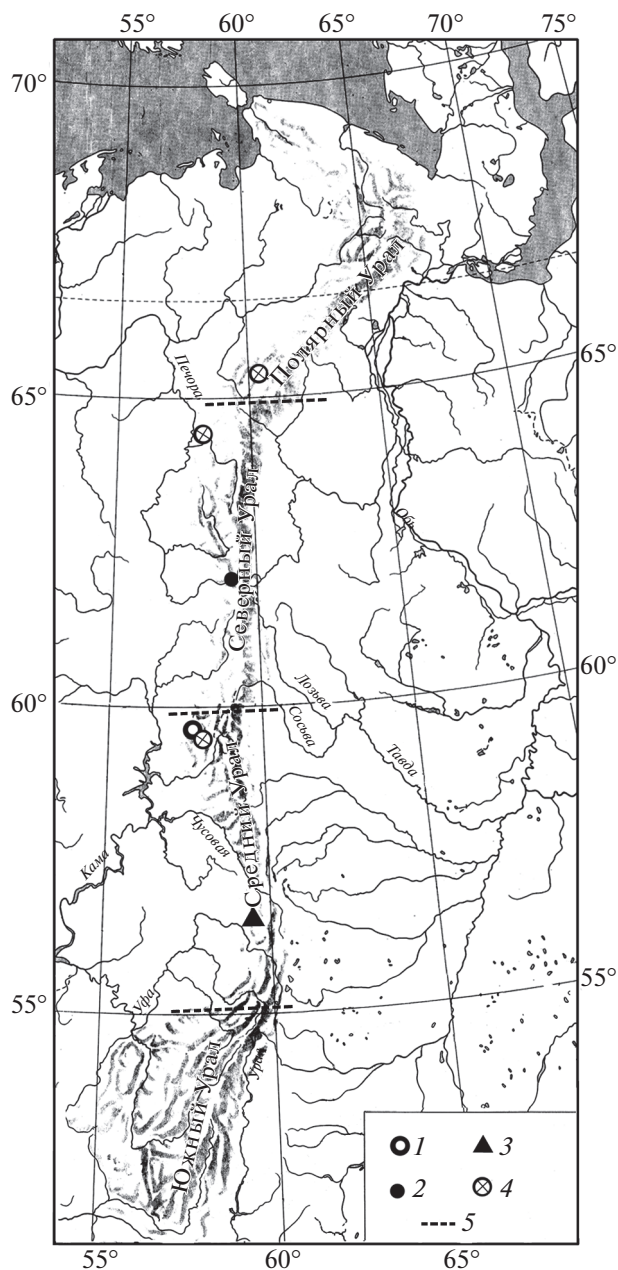 55° 60° 65° 70° 75°
70°
Полярный Урал
65°
Печора
65°
Северный Урал
Обь
60°
60°
Лозьва
Сосьва
Тавда
Средний Урал
Чусовая
Кама
55°
55°
Уфа
Урал
Южный Урал
1 3
2 4
5
55° 60° 65°